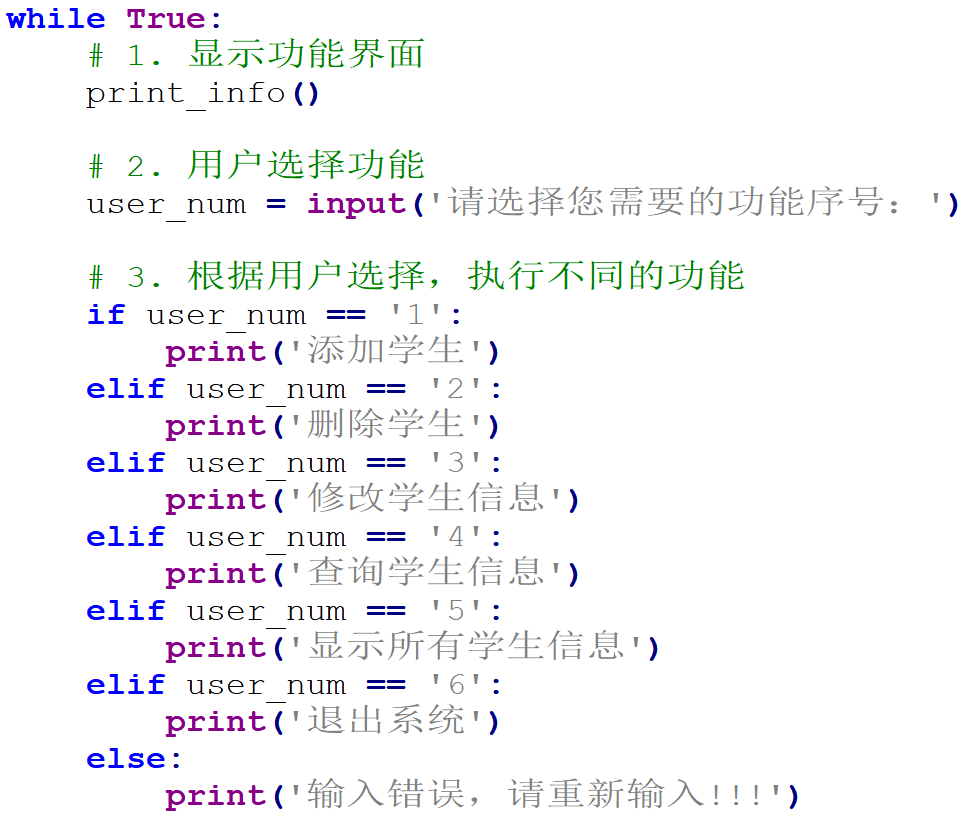 while True:
    # 1. 显示功能界面
    print_info()

    # 2. 用户选择功能
    user_num = input('请选择您需要的功能序号：')

    # 3. 根据用户选择，执行不同的功能
    if user_num == '1':
        print('添加学生')
    elif user_num == '2':
        print('删除学生')
    elif user_num == '3':
        print('修改学生信息')
    elif user_num == '4':
        print('查询学生信息')
    elif user_num == '5':
        print('显示所有学生信息')
    elif user_num == '6':
        print('退出系统')
    else:
        print('输入错误，请重新输入!!!')